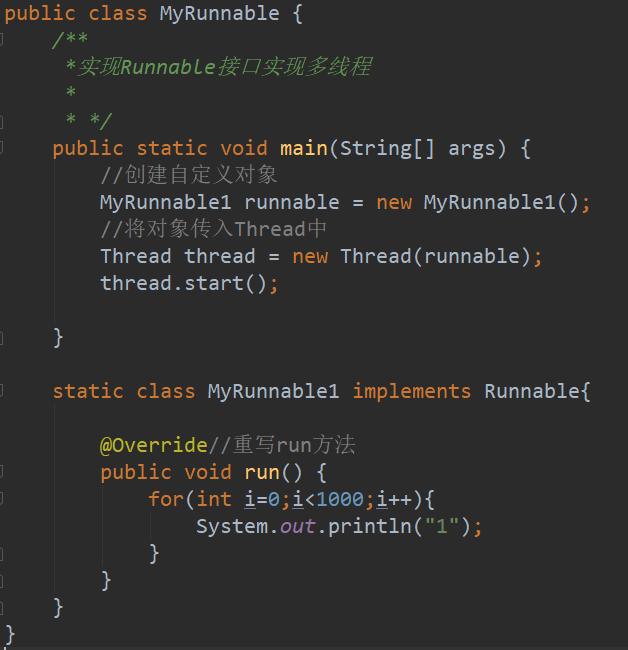 public class MyRunnable {
    /**
     *实现Runnable接口实现多线程
     *
     * */
    public static void main(String[] args) {
        //创建自定义对象
        MyRunnable1 runnable = new MyRunnable1();
        //将对象传入Thread中
        Thread thread = new Thread(runnable);
        thread.start();

    }

    static class MyRunnable1 implements Runnable{

        @Override//重写run方法
        public void run() {
            for(int i=0;i<1000;i++){
                System.out.println("1");
            }
        }
    }
}